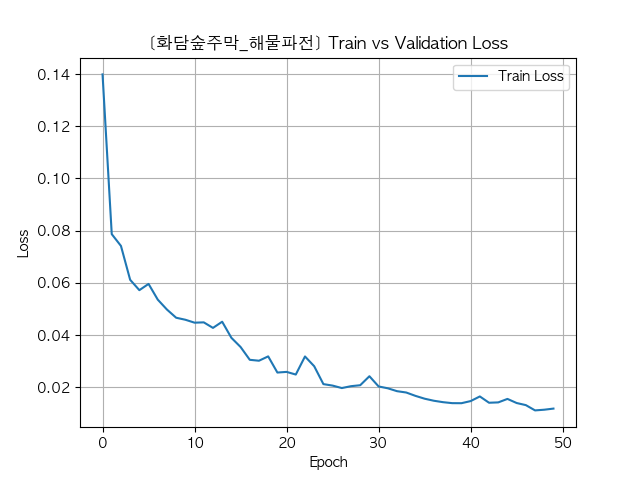 [화담숲주막_해물파전] Train vs Validation Loss
Train Loss
Loss
0.14
0.12
0.10
0.08
0.06
0.04
0.02
0 10 20 30 40 50
Epoch